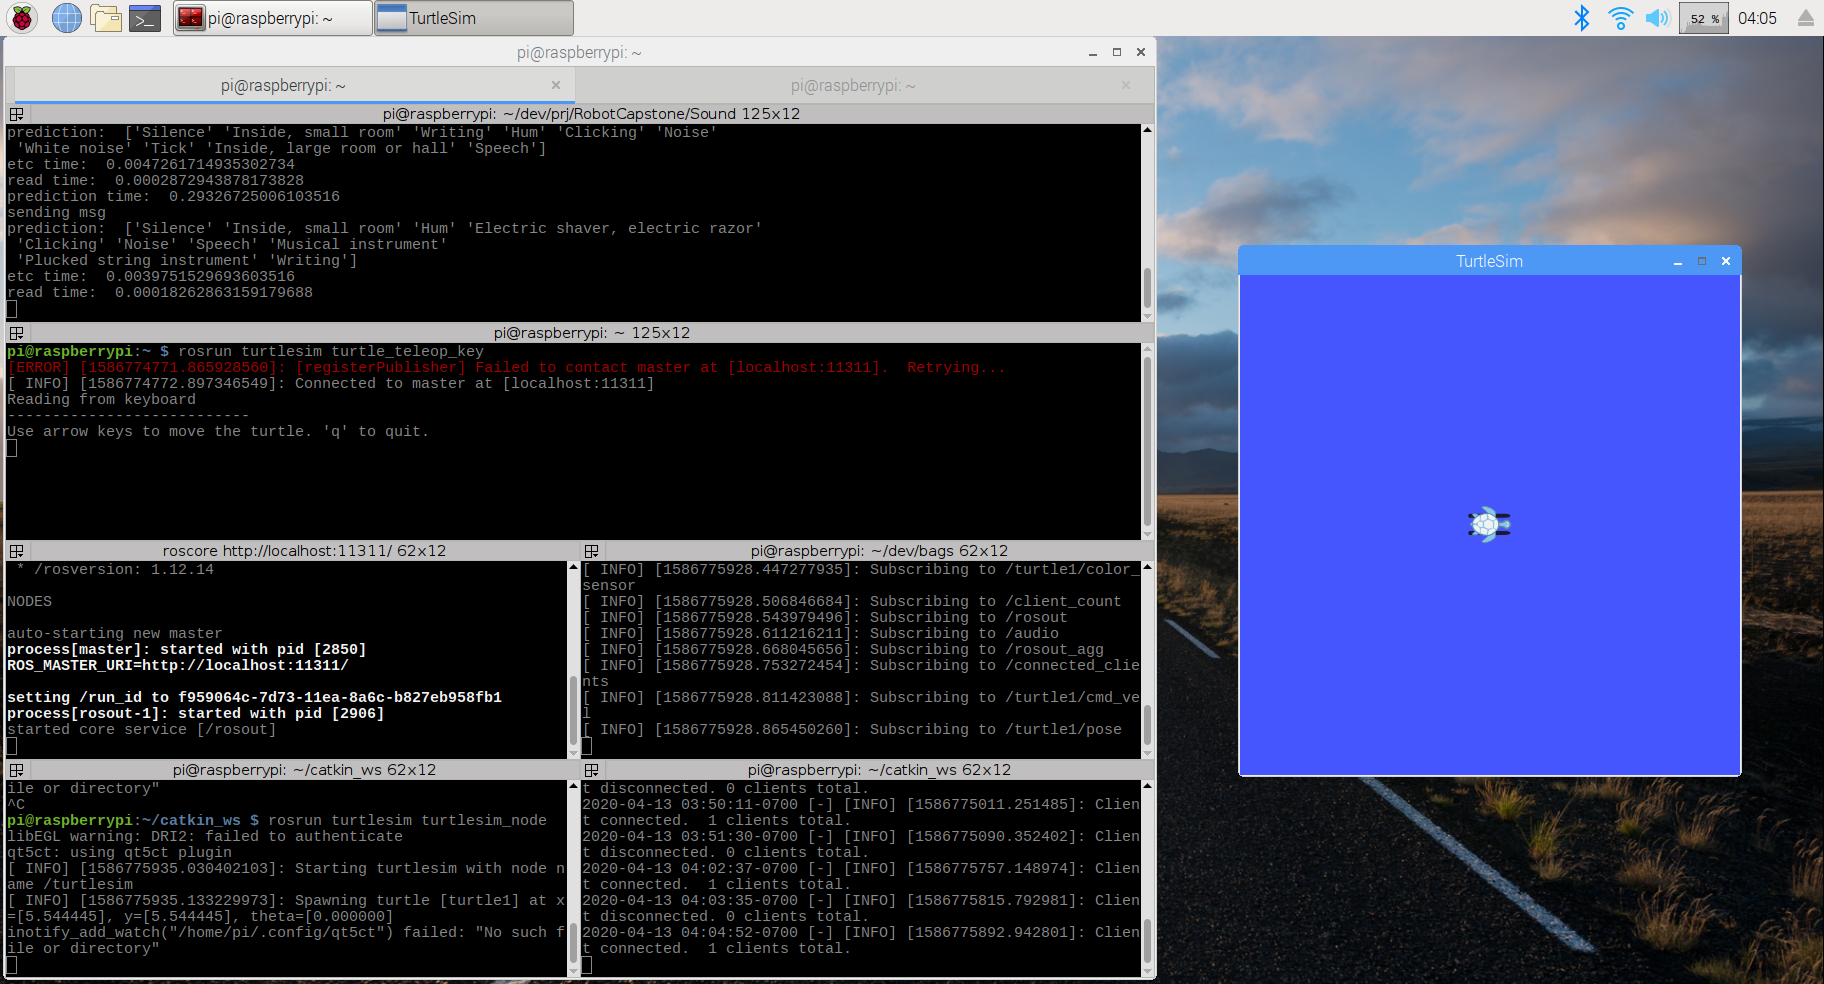 pi@raspberrypi: ~
TurtleSim
52 %
04:05
pi@raspberrypi: ~
pi@raspberrypi: ~
pi@raspberrypi: ~
pi@raspberrypi: ~/dev/prj/RobotCapstone/Sound 125x12
prediction:  ['Silence' 'Inside, small room' 'Writing' 'Hum' 'Clicking' 'Noise'
 'White noise' 'Tick' 'Inside, large room or hall' 'Speech']
etc time:  0.0047261714935302734
read time:  0.0002872943878173828
prediction time:  0.29326725006103516
sending msg
prediction:  ['Silence' 'Inside, small room' 'Hum' 'Electric shaver, electric razor'
 'Clicking' 'Noise' 'Speech' 'Musical instrument'
 'Plucked string instrument' 'Writing']
etc time:  0.0039751529693603516
read time:  0.00018262863159179688
pi@raspberrypi: ~ 125x12
pi@raspberrypi:~ $ rosrun turtlesim turtle_teleop_key
[ERROR] [1586774771.865928560]: [registerPublisher] Failed to contact master at [localhost:11311].  Retrying...
[ INFO] [1586774772.897346549]: Connected to master at [localhost:11311]
Reading from keyboard
---------------------------
Use arrow keys to move the turtle. 'q' to quit.
roscore http://localhost:11311/ 62x12
 * /rosversion: 1.12.14
NODES
auto-starting new master
process[master]: started with pid [2850]
ROS_MASTER_URI=http://localhost:11311/
setting /run_id to f959064c-7d73-11ea-8a6c-b827eb958fb1
process[rosout-1]: started with pid [2906]
started core service [/rosout]
pi@raspberrypi: ~/dev/bags 62x12
[ INFO] [1586775928.447277935]: Subscribing to /turtle1/color_
sensor
[ INFO] [1586775928.506846684]: Subscribing to /client_count
[ INFO] [1586775928.543979496]: Subscribing to /rosout
[ INFO] [1586775928.611216211]: Subscribing to /audio
[ INFO] [1586775928.668045656]: Subscribing to /rosout_agg
[ INFO] [1586775928.753272454]: Subscribing to /connected_clie
nts
[ INFO] [1586775928.811423088]: Subscribing to /turtle1/cmd_ve
l
[ INFO] [1586775928.865450260]: Subscribing to /turtle1/pose
pi@raspberrypi: ~/catkin_ws 62x12
ile or directory"
^C
pi@raspberrypi:~/catkin_ws $ rosrun turtlesim turtlesim_node
libEGL warning: DRI2: failed to authenticate
qt5ct: using qt5ct plugin
[ INFO] [1586775935.030402103]: Starting turtlesim with node n
ame /turtlesim
[ INFO] [1586775935.133229973]: Spawning turtle [turtle1] at x
=[5.544445], y=[5.544445], theta=[0.000000]
inotify_add_watch("/home/pi/.config/qt5ct") failed: "No such f
ile or directory"
pi@raspberrypi: ~/catkin_ws 62x12
t disconnected. 0 clients total.
2020-04-13 03:50:11-0700 [-] [INFO] [1586775011.251485]: Clien
t connected.  1 clients total.
2020-04-13 03:51:30-0700 [-] [INFO] [1586775090.352402]: Clien
t disconnected. 0 clients total.
2020-04-13 04:02:37-0700 [-] [INFO] [1586775757.148974]: Clien
t connected.  1 clients total.
2020-04-13 04:03:35-0700 [-] [INFO] [1586775815.792981]: Clien
t disconnected. 0 clients total.
2020-04-13 04:04:52-0700 [-] [INFO] [1586775892.942801]: Clien
t connected.  1 clients total.
TurtleSim